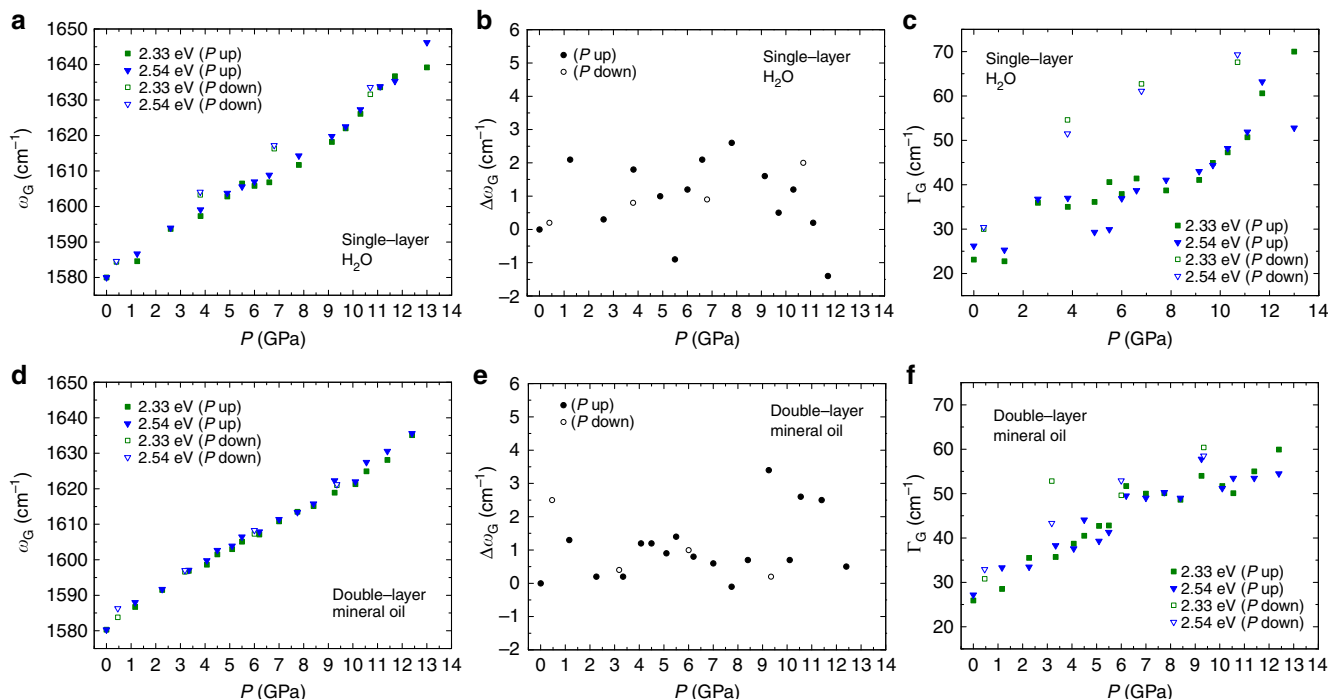 a
1650
1640
1630
1620
1610
1600
1590
1580
ωG (cm−1)
2.33 eV (P up)
2.54 eV (P up)
2.33 eV (P down)
2.54 eV (P down)
Single–layer
H2O
0 1 2 3 4 5 6 7 8 9 10 11 12 13 14
P (GPa)
b
6
5
4
3
2
1
0
−1
−2
ΔωG (cm−1)
(P up)
(P down)
Single–layer
H2O
0 1 2 3 4 5 6 7 8 9 10 11 12 13 14
P (GPa)
c
70
60
50
40
30
20
ΓG (cm−1)
Single–layer
H2O
2.33 eV (P up)
2.54 eV (P up)
2.33 eV (P down)
2.54 eV (P down)
0 2 4 6 8 10 12 14
P (GPa)
d
1650
1640
1630
1620
1610
1600
1590
1580
ωG (cm−1)
2.33 eV (P up)
2.54 eV (P up)
2.33 eV (P down)
2.54 eV (P down)
Double–layer
mineral oil
0 1 2 3 4 5 6 7 8 9 10 11 12 13 14
P (GPa)
e
6
5
4
3
2
1
0
−1
−2
ΔωG (cm−1)
(P up)
(P down)
Double–layer
mineral oil
0 1 2 3 4 5 6 7 8 9 10 11 12 13 14
P (GPa)
f
70
60
50
40
30
20
ΓG (cm−1)
Double–layer
mineral oil
2.33 eV (P up)
2.54 eV (P up)
2.33 eV (P down)
2.54 eV (P down)
0 1 2 3 4 5 6 7 8 9 10 11 12 13 14
P (GPa)